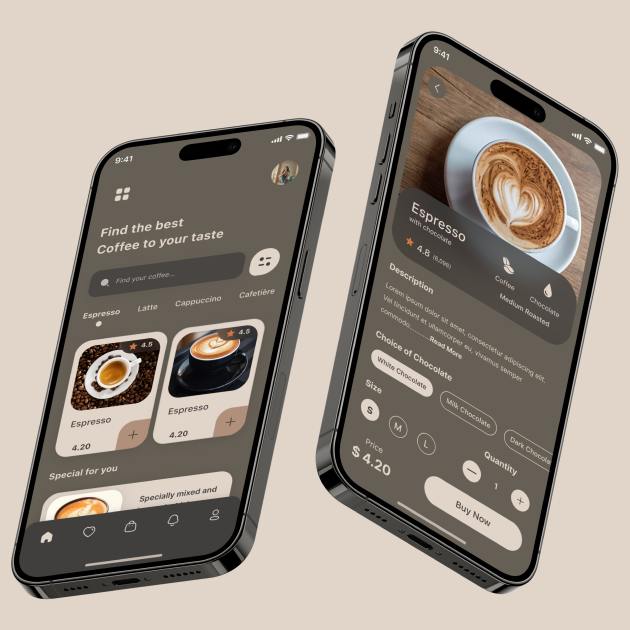 9:41
Find the best
Coffee to your taste
Find your coffee...
Espresso
Latte
Cappuccino
Cafetière
4.5
4.5
Espresso
Espresso
4.20
4.20
Special for you
Specially mixed and
9:41
Espresso
with chocolate
4.8 (6,098)
Coffee
Chocolate
Medium Roasted
Description
Lorem ipsum dolor sit amet, consectetur adipiscing elit.
Vel tincidunt et ullamcorper eu, vivamus semper
commodo..........Read More
Choice of Chocolate
White Chocolate
Milk Chocolate
Dark Chocola
Size
S
M
L
Quantity
1
Price
$ 4.20
Buy Now